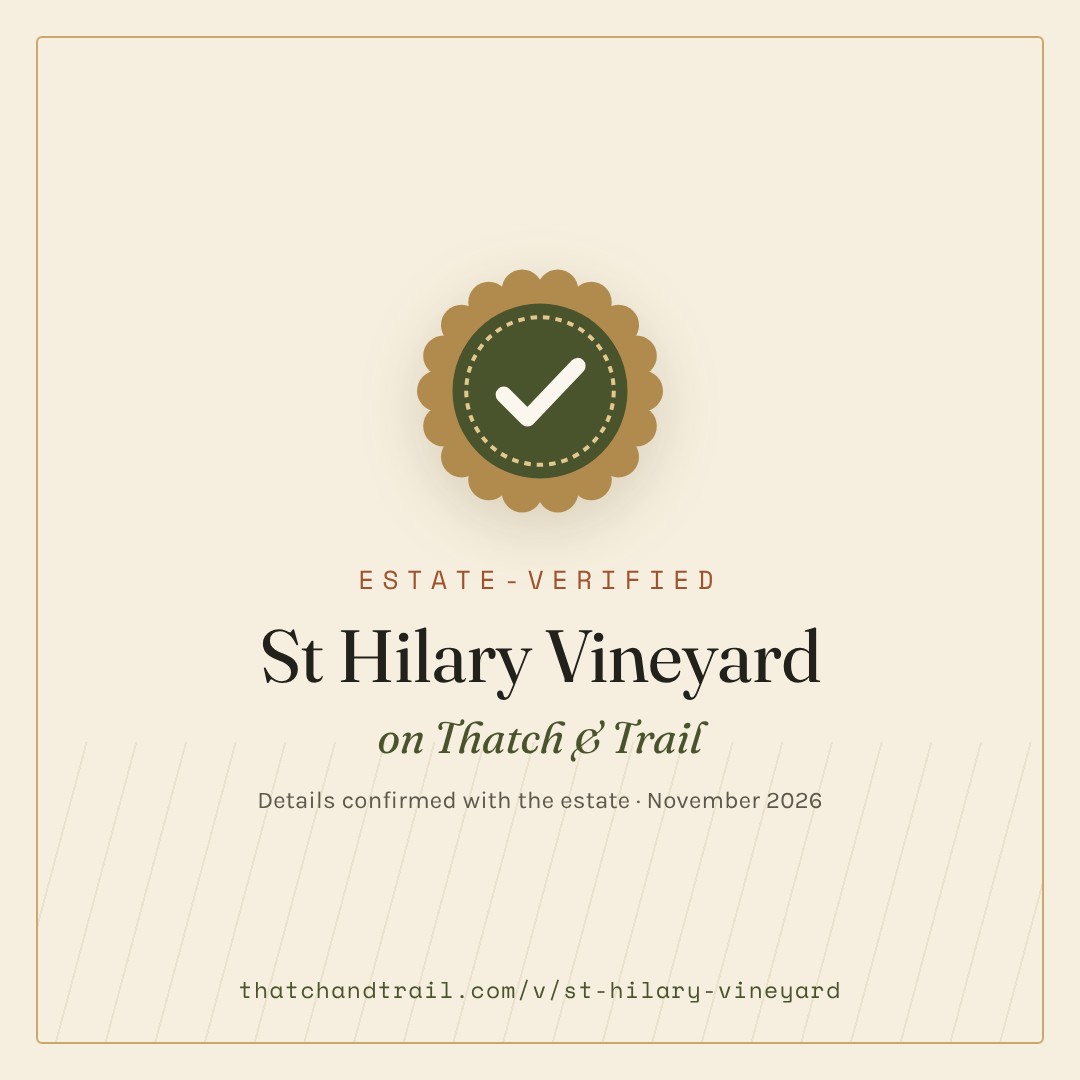 ESTATE-VERIFIED
St Hilary Vineyard
on Thatch & Trail
Details confirmed with the estate · November 2026
thatchandtrail.com/v/st-hilary-vineyard